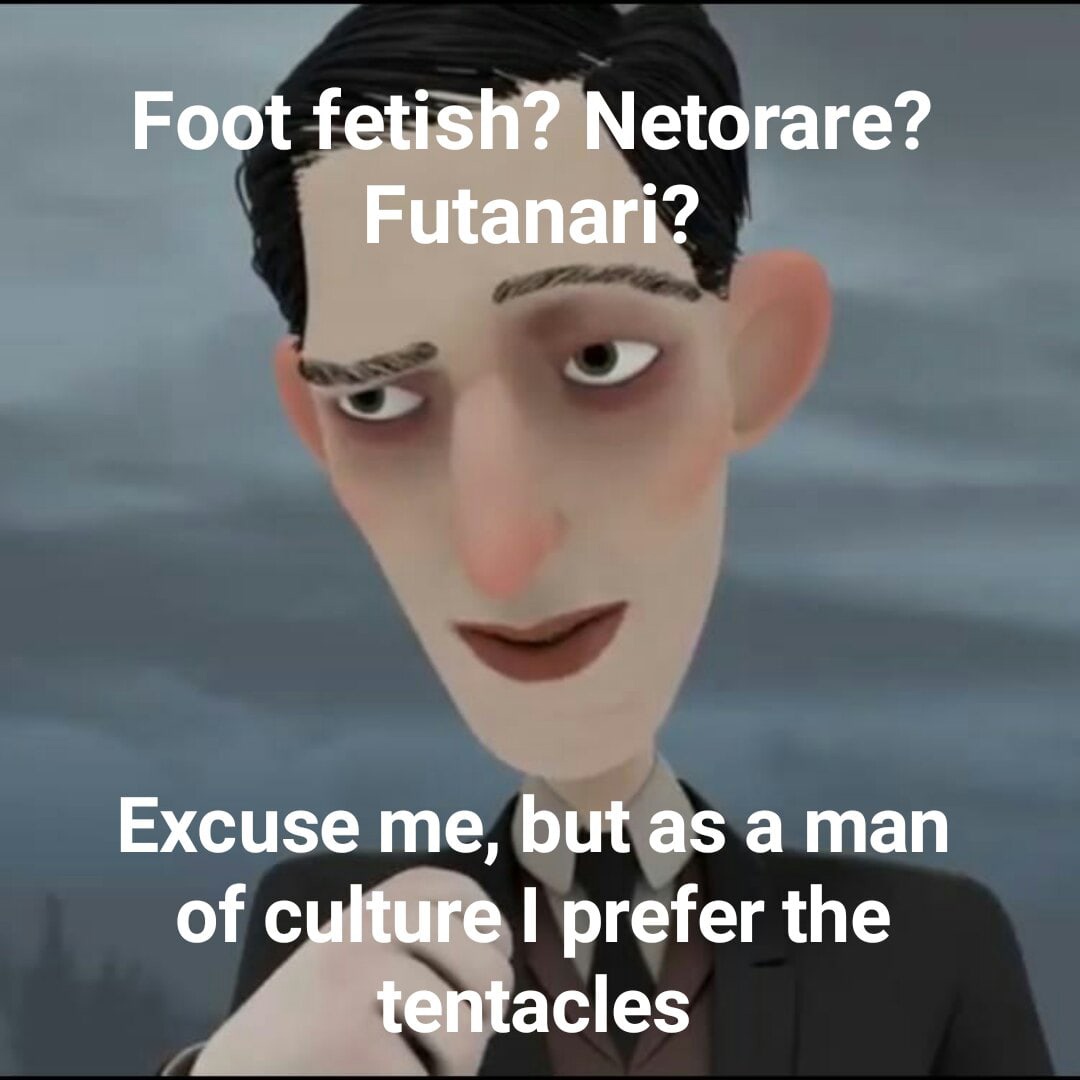 Foot fetish? Netorare?
Futanari?
Excuse me, but as a man
of culture I prefer the
tentacles